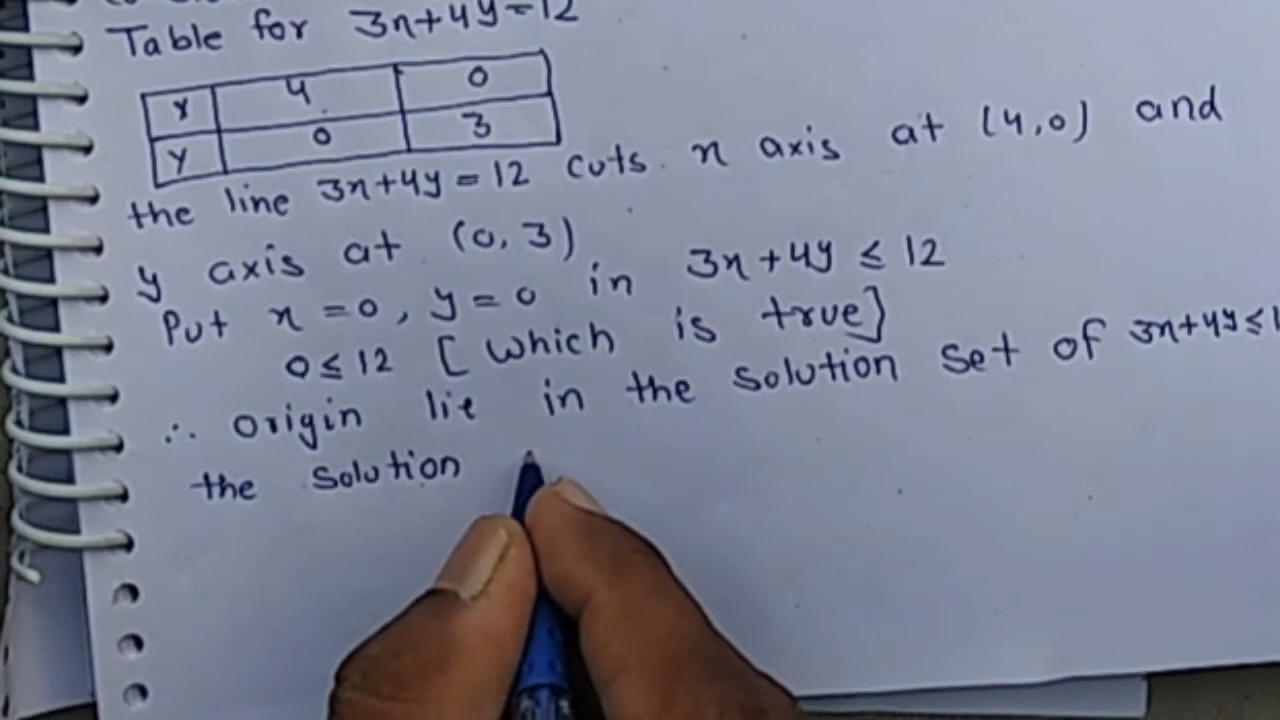 Table for 3x+4y=12
x 4 0
y 0 3
the line 3x+4y=12 cuts x axis at (4,0) and
y axis at (0,3)
Put x=0, y=0 in 3x+4y ≤ 12
0 ≤ 12 [which is true]
∴ origin lie in the solution set of 3x+4y ≤ 1
the solution